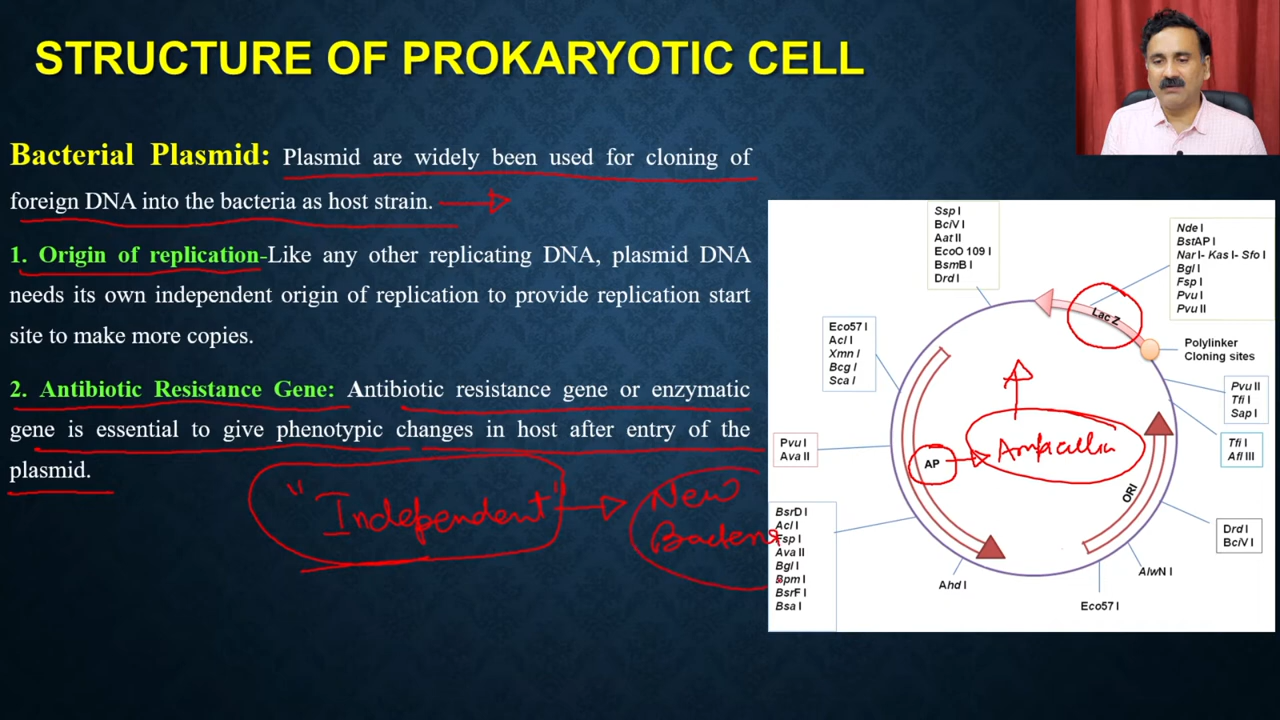 STRUCTURE OF PROKARYOTIC CELL
Bacterial Plasmid: Plasmid are widely been used for cloning of
foreign DNA into the bacteria as host strain.
1. Origin of replication-Like any other replicating DNA, plasmid DNA
needs its own independent origin of replication to provide replication start
site to make more copies.
2. Antibiotic Resistance Gene: Antibiotic resistance gene or enzymatic
gene is essential to give phenotypic changes in host after entry of the
plasmid.
"Independent"
New
Ssp I
BciV I
Aat II
EcoO 109 I
BsmB I
Drd I
Nde I
BstAP I
Nar I- Kas I- Sfo I
Bgl I
Fsp I
Pvu I
Pvu II
Lac Z
Polylinker
Cloning sites
Eco57 I
Acl I
Xmn I
Bcg I
Sca I
Pvu II
Tfi I
Sap I
Pvu I
Ava II
AP
Tfi I
Afl III
ORI
BsrD I
Acl I
Fsp I
Ava II
Bgl I
Bpm I
BsrF I
Bsa I
Drd I
BciV I
Ahd I
AlwN I
Eco57 I